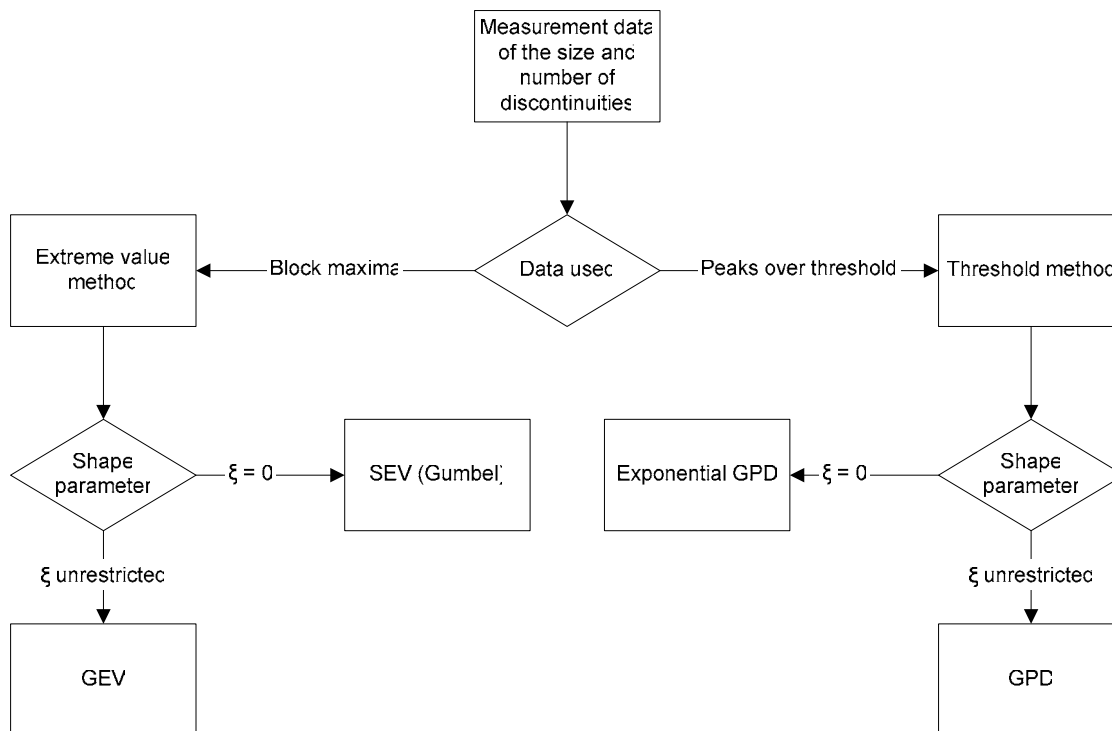 Measurement data
of the size and
number of
discontinuities
Extreme value
method
Block maxima
Data used
Peaks over threshold
Threshold method
Shape
parameter
ξ = 0
SEV (Gumbel)
Exponential GPD
ξ = 0
Shape
parameter
ξ unrestricted
ξ unrestricted
GEV
GPD